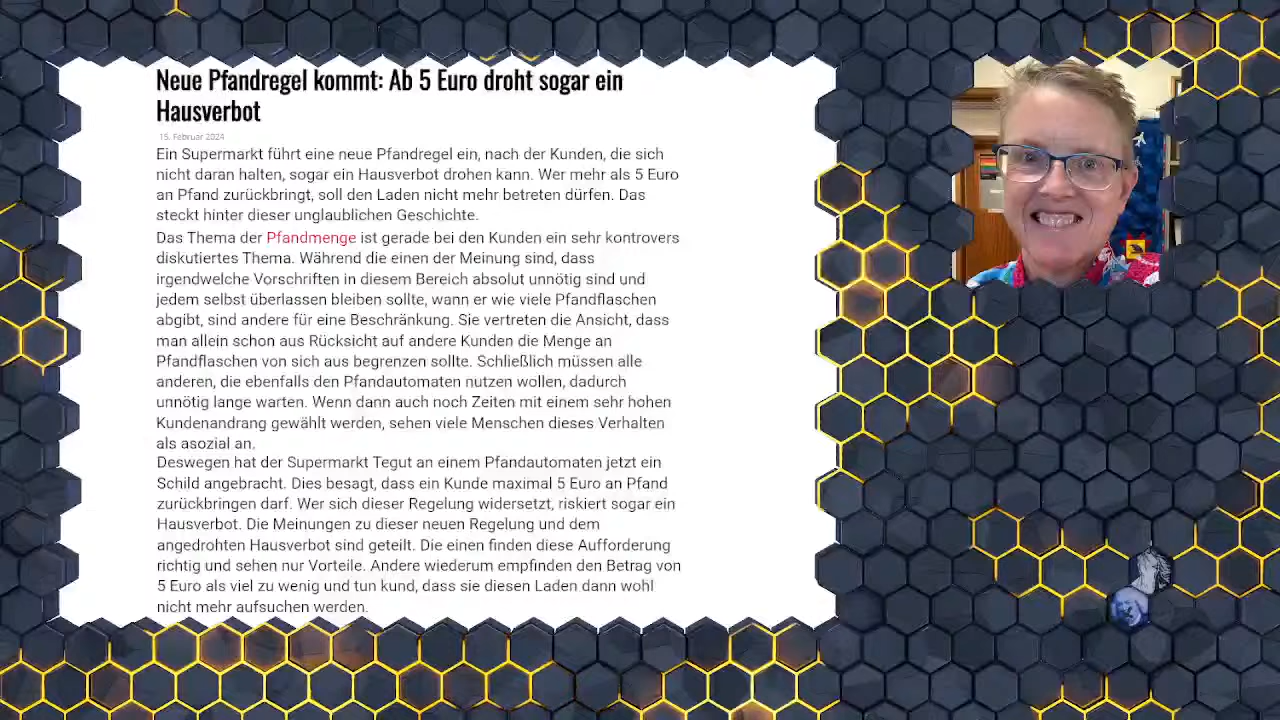 Neue Pfandregel kommt: Ab 5 Euro droht sogar ein
Hausverbot
15. Februar 2024
Ein Supermarkt führt eine neue Pfandregel ein, nach der Kunden, die sich
nicht daran halten, sogar ein Hausverbot drohen kann. Wer mehr als 5 Euro
an Pfand zurückbringt, soll den Laden nicht mehr betreten dürfen. Das
steckt hinter dieser unglaublichen Geschichte.
Das Thema der Pfandmenge ist gerade bei den Kunden ein sehr kontrovers
diskutiertes Thema. Während die einen der Meinung sind, dass
irgendwelche Vorschriften in diesem Bereich absolut unnötig sind und
jedem selbst überlassen bleiben sollte, wann er wie viele Pfandflaschen
abgibt, sind andere für eine Beschränkung. Sie vertreten die Ansicht, dass
man allein schon aus Rücksicht auf andere Kunden die Menge an
Pfandflaschen von sich aus begrenzen sollte. Schließlich müssen alle
anderen, die ebenfalls den Pfandautomaten nutzen wollen, dadurch
unnötig lange warten. Wenn dann auch noch Zeiten mit einem sehr hohen
Kundenandrang gewählt werden, sehen viele Menschen dieses Verhalten
als asozial an.
Deswegen hat der Supermarkt Tegut an einem Pfandautomaten jetzt ein
Schild angebracht. Dies besagt, dass ein Kunde maximal 5 Euro an Pfand
zurückbringen darf. Wer sich dieser Regelung widersetzt, riskiert sogar ein
Hausverbot. Die Meinungen zu dieser neuen Regelung und dem
angedrohten Hausverbot sind geteilt. Die einen finden diese Aufforderung
richtig und sehen nur Vorteile. Andere wiederum empfinden den Betrag von
5 Euro als viel zu wenig und tun kund, dass sie diesen Laden dann wohl
nicht mehr aufsuchen werden.